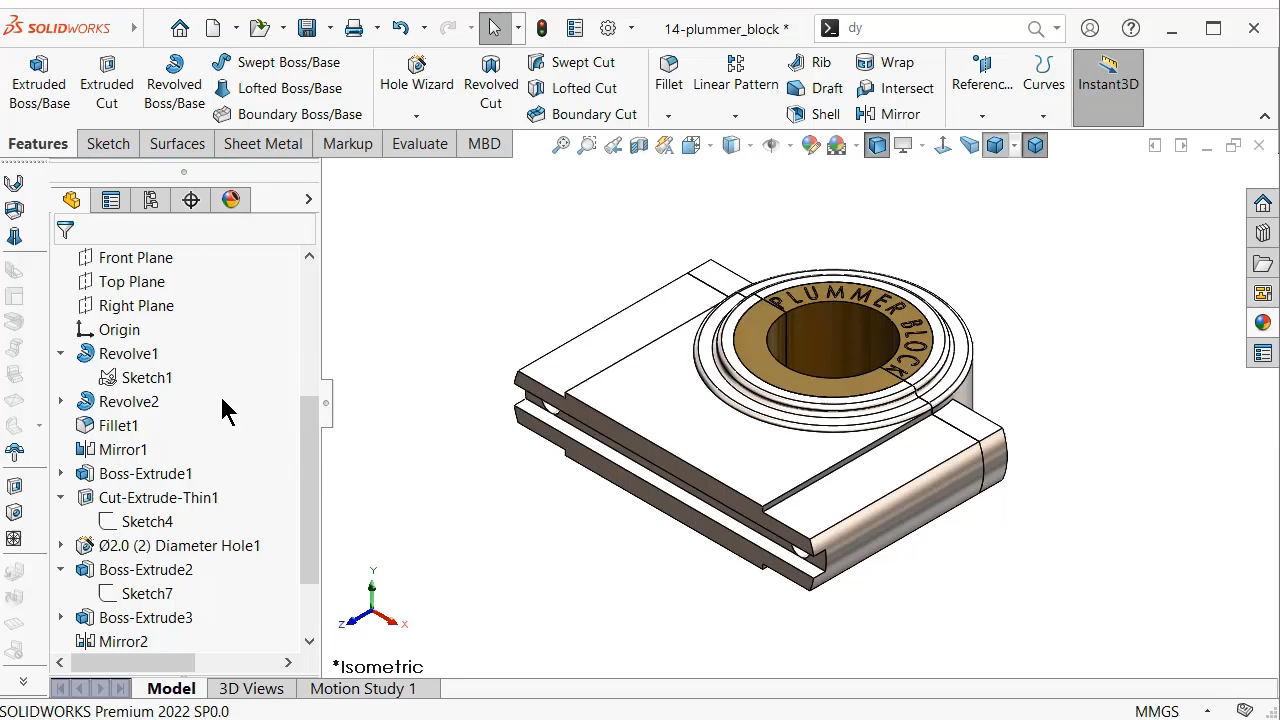 SOLIDWORKS
14-plummer_block *
dy
Extruded Boss/Base
Extruded Cut
Revolved Boss/Base
Swept Boss/Base
Lofted Boss/Base
Boundary Boss/Base
Hole Wizard
Revolved Cut
Swept Cut
Lofted Cut
Boundary Cut
Fillet
Linear Pattern
Rib
Draft
Shell
Wrap
Intersect
Mirror
Referenc...
Curves
Instant3D
Features
Sketch
Surfaces
Sheet Metal
Markup
Evaluate
MBD
Front Plane
Top Plane
Right Plane
Origin
Revolve1
Sketch1
Revolve2
Fillet1
Mirror1
Boss-Extrude1
Cut-Extrude-Thin1
Sketch4
Ø2.0 (2) Diameter Hole1
Boss-Extrude2
Sketch7
Boss-Extrude3
Mirror2
PLUMMER BLOCK
Y
Z
X
*Isometric
Model
3D Views
Motion Study 1
SOLIDWORKS Premium 2022 SP0.0
MMGS